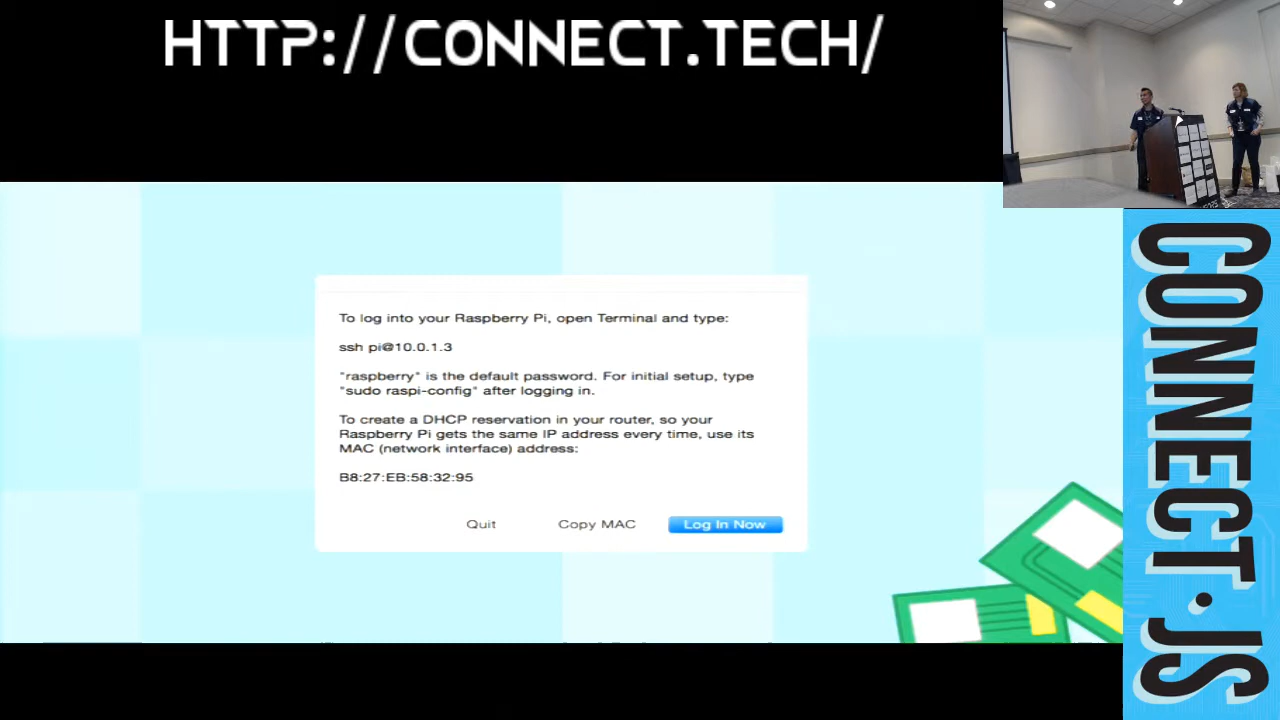 HTTP://CONNECT.TECH/
To log into your Raspberry Pi, open Terminal and type:
ssh pi@10.0.1.3
"raspberry" is the default password. For initial setup, type
"sudo raspi-config" after logging in.
To create a DHCP reservation in your router, so your
Raspberry Pi gets the same IP address every time, use its
MAC (network interface) address:
B8:27:EB:58:32:95
Quit Copy MAC Log In Now
CONNECT.JS